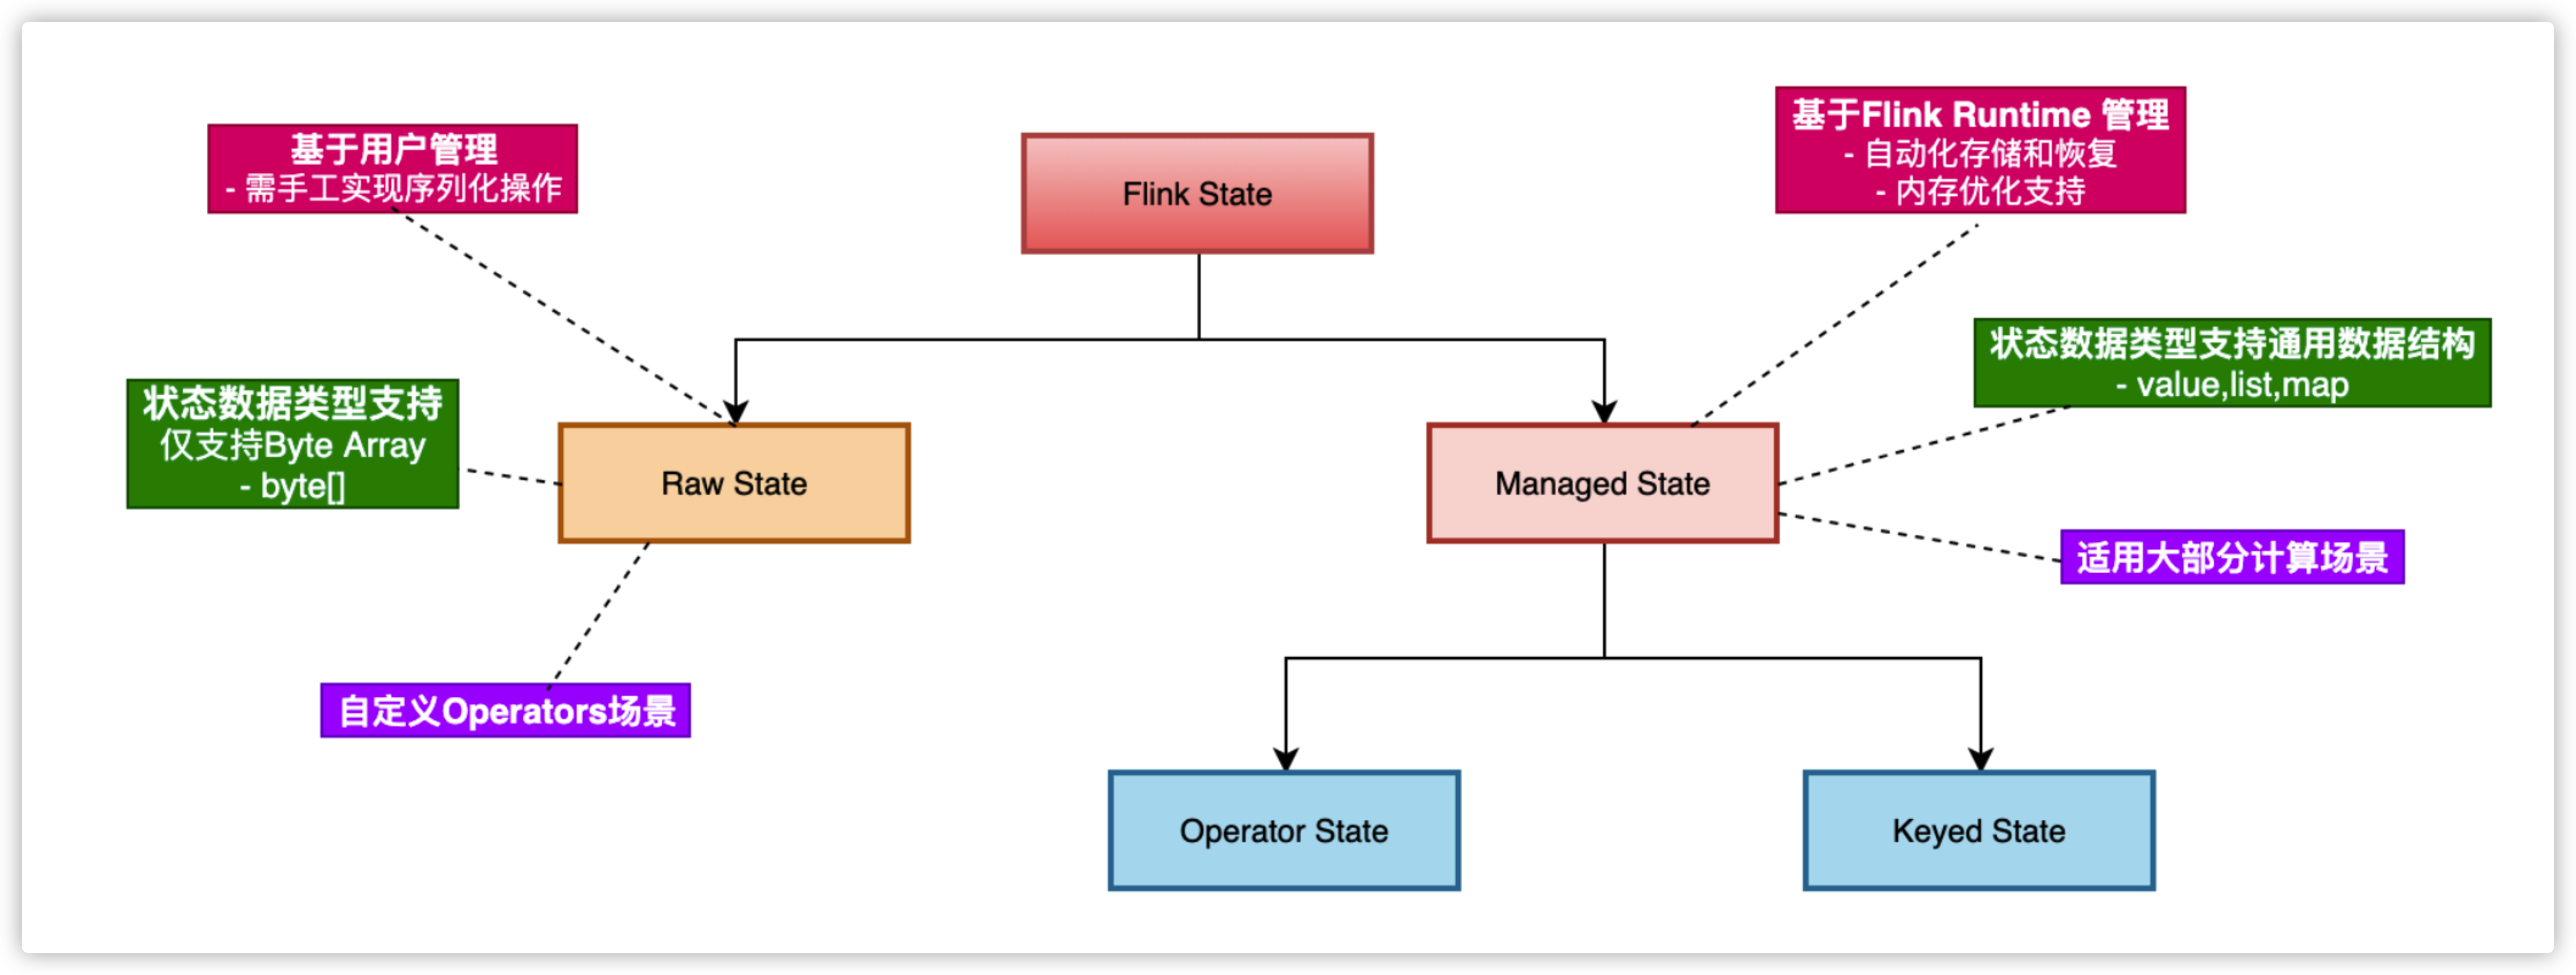 基于用户管理
- 需手工实现序列化操作
Flink State
基于Flink Runtime 管理
- 自动化存储和恢复
- 内存优化支持
状态数据类型支持
仅支持Byte Array
- byte[]
Raw State
Managed State
状态数据类型支持通用数据结构
- value,list,map
适用大部分计算场景
自定义Operators场景
Operator State
Keyed State